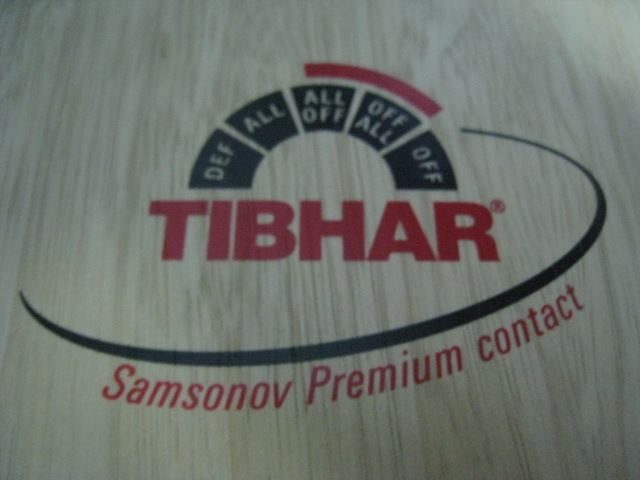 DEF ALL ALL OFF OFF ALL OFF
TIBHAR®
Samsonov Premium contact